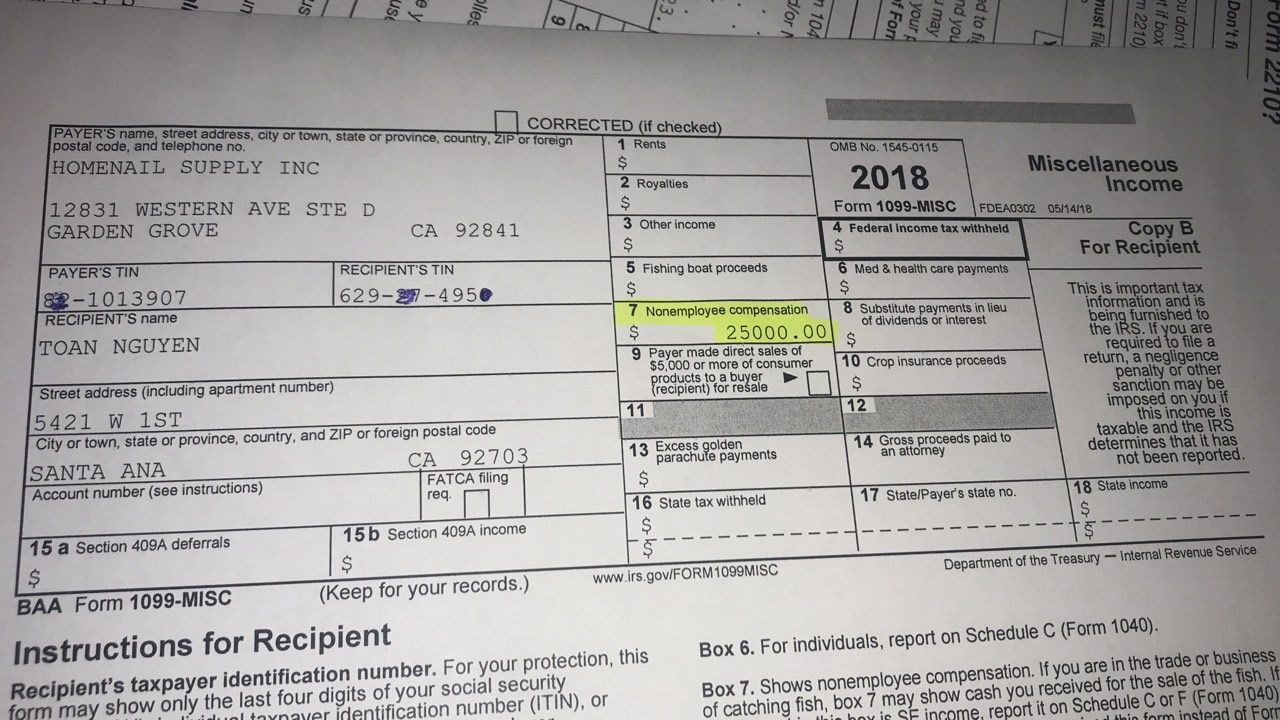 Form 2210?
Don't fi
CORRECTED (if checked)
PAYER'S name, street address, city or town, state or province, country, ZIP or foreign
postal code, and telephone no.
HOMENAIL SUPPLY INC
12831 WESTERN AVE STE D
GARDEN GROVE CA 92841
PAYER'S TIN
RECIPIENT'S TIN
RECIPIENT'S name
TOAN NGUYEN
Street address (including apartment number)
5421 W 1ST
City or town, state or province, country, and ZIP or foreign postal code
SANTA ANA CA 92703
Account number (see instructions)
FATCA filing
req.
15 a Section 409A deferrals
$
15 b Section 409A income
$
1 Rents
$
2 Royalties
$
3 Other income
$
5 Fishing boat proceeds
$
7 Nonemployee compensation
$ 25000.00
9 Payer made direct sales of
$5,000 or more of consumer
products to a buyer
(recipient) for resale ►
11
13 Excess golden
parachute payments
$
16 State tax withheld
$
$
OMB No. 1545-0115
2018
Form 1099-MISC
FDEA0302 05/14/18
4 Federal income tax withheld
$
6 Med & health care payments
8 Substitute payments in lieu
of dividends or interest
$
10 Crop insurance proceeds
$
12
14 Gross proceeds paid to
an attorney
17 State/Payer's state no.
18 State income
$
$
Miscellaneous
Income
Copy B
For Recipient
This is important tax
information and is
being furnished to
the IRS. If you are
required to file a
return, a negligence
penalty or other
sanction may be
imposed on you if
this income is
taxable and the IRS
determines that it has
not been reported.
BAA Form 1099-MISC
(Keep for your records.)
www.irs.gov/FORM1099MISC
Department of the Treasury — Internal Revenue Service
Instructions for Recipient
Recipient's taxpayer identification number. For your protection, this
form may show only the last four digits of your social security
taxpayer identification number (ITIN), or
Box 6. For individuals, report on Schedule C (Form 1040).
Box 7. Shows nonemployee compensation. If you are in the trade or business
of catching fish, box 7 may show cash you received for the sale of the fish. If
box is SE income, report it on Schedule C or F (Form 1040)
form instead of Form